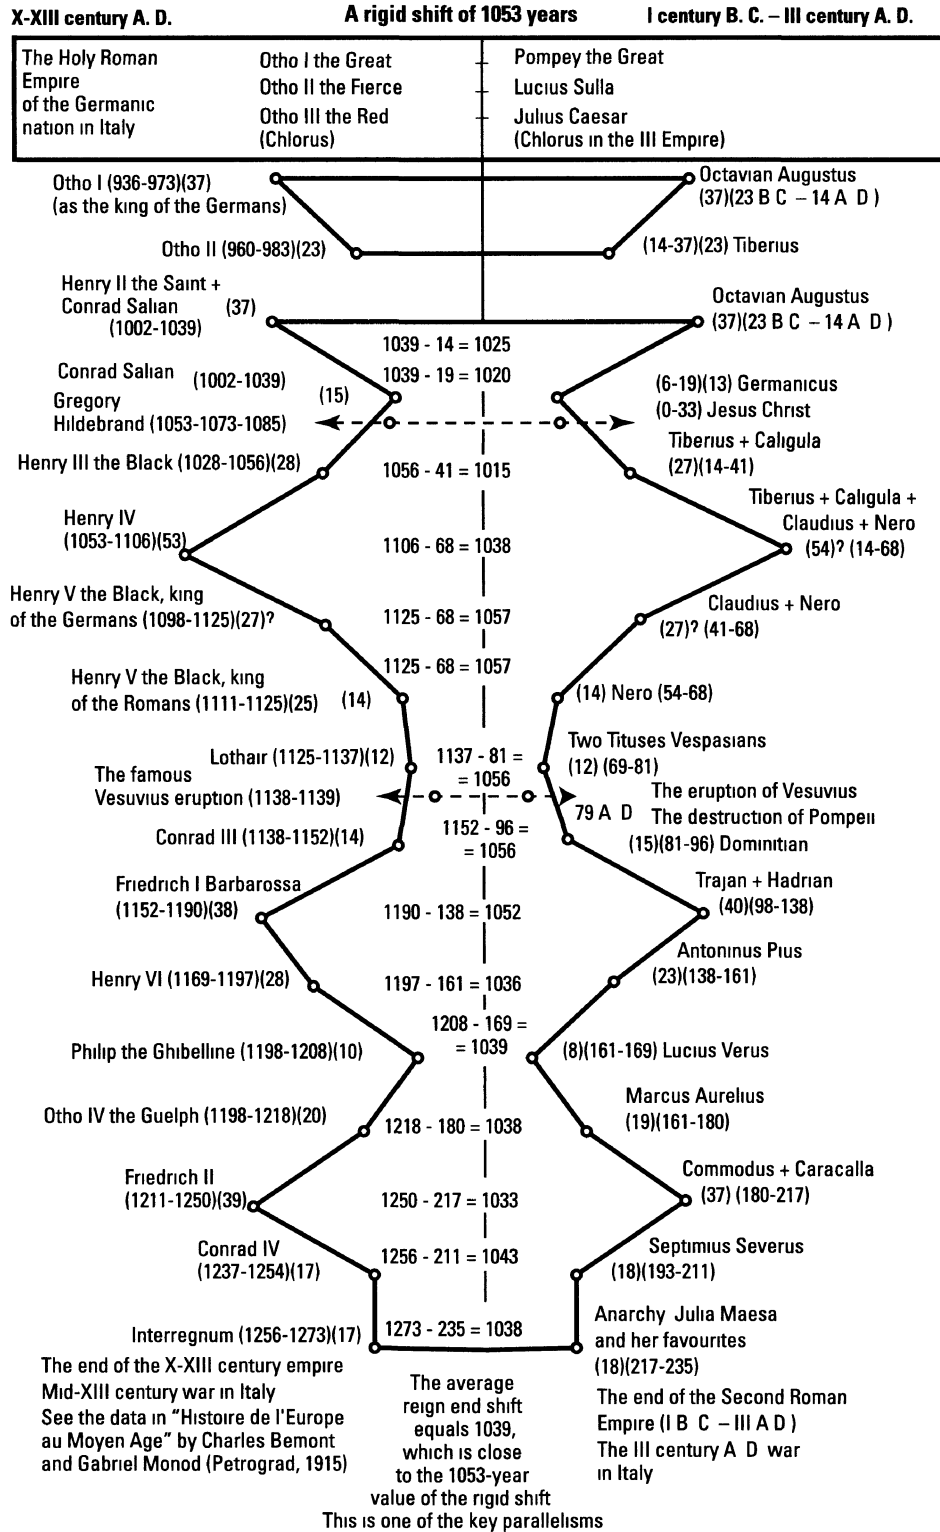 X-XIII century A. D.
A rigid shift of 1053 years
I century B. C. – III century A. D.
The Holy Roman
Empire
of the Germanic
nation in Italy
Otho I the Great
Otho II the Fierce
Otho III the Red
(Chlorus)
Pompey the Great
Lucius Sulla
Julius Caesar
(Chlorus in the III Empire)
Otho I (936-973)(37)
(as the king of the Germans)
Octavian Augustus
(37)(23 B C – 14 A D )
Otho II (960-983)(23)
(14-37)(23) Tiberius
Henry II the Saint +
Conrad Salian (37)
(1002-1039)
Octavian Augustus
(37)(23 B C – 14 A D )
1039 - 14 = 1025
Conrad Salian (1002-1039)
(15)
1039 - 19 = 1020
(6-19)(13) Germanicus
Gregory
Hildebrand (1053-1073-1085)
(0-33) Jesus Christ
Henry III the Black (1028-1056)(28)
1056 - 41 = 1015
Tiberius + Caligula
(27)(14-41)
Henry IV
(1053-1106)(53)
1106 - 68 = 1038
Tiberius + Caligula +
Claudius + Nero
(54)? (14-68)
Henry V the Black, king
of the Germans (1098-1125)(27)?
1125 - 68 = 1057
Claudius + Nero
(27)? (41-68)
Henry V the Black, king
of the Romans (1111-1125)(25) (14)
1125 - 68 = 1057
(14) Nero (54-68)
Lothair (1125-1137)(12)
1137 - 81 =
= 1056
Two Tituses Vespasians
(12) (69-81)
The famous
Vesuvius eruption (1138-1139)
79 A D
The eruption of Vesuvius
The destruction of Pompeii
Conrad III (1138-1152)(14)
1152 - 96 =
= 1056
(15)(81-96) Dominitian
Friedrich I Barbarossa
(1152-1190)(38)
1190 - 138 = 1052
Trajan + Hadrian
(40)(98-138)
Henry VI (1169-1197)(28)
1197 - 161 = 1036
Antoninus Pius
(23)(138-161)
Philip the Ghibelline (1198-1208)(10)
1208 - 169 =
= 1039
(8)(161-169) Lucius Verus
Otho IV the Guelph (1198-1218)(20)
1218 - 180 = 1038
Marcus Aurelius
(19)(161-180)
Friedrich II
(1211-1250)(39)
1250 - 217 = 1033
Commodus + Caracalla
(37) (180-217)
Conrad IV
(1237-1254)(17)
1256 - 211 = 1043
Septimius Severus
(18)(193-211)
Interregnum (1256-1273)(17)
1273 - 235 = 1038
Anarchy Julia Maesa
and her favourites
(18)(217-235)
The end of the X-XIII century empire
Mid-XIII century war in Italy
See the data in "Histoire de l'Europe
au Moyen Age" by Charles Bemont
and Gabriel Monod (Petrograd, 1915)
The average
reign end shift
equals 1039,
which is close
to the 1053-year
value of the rigid shift
This is one of the key parallelisms
The end of the Second Roman
Empire (I B C – III A D )
The III century A D war
in Italy